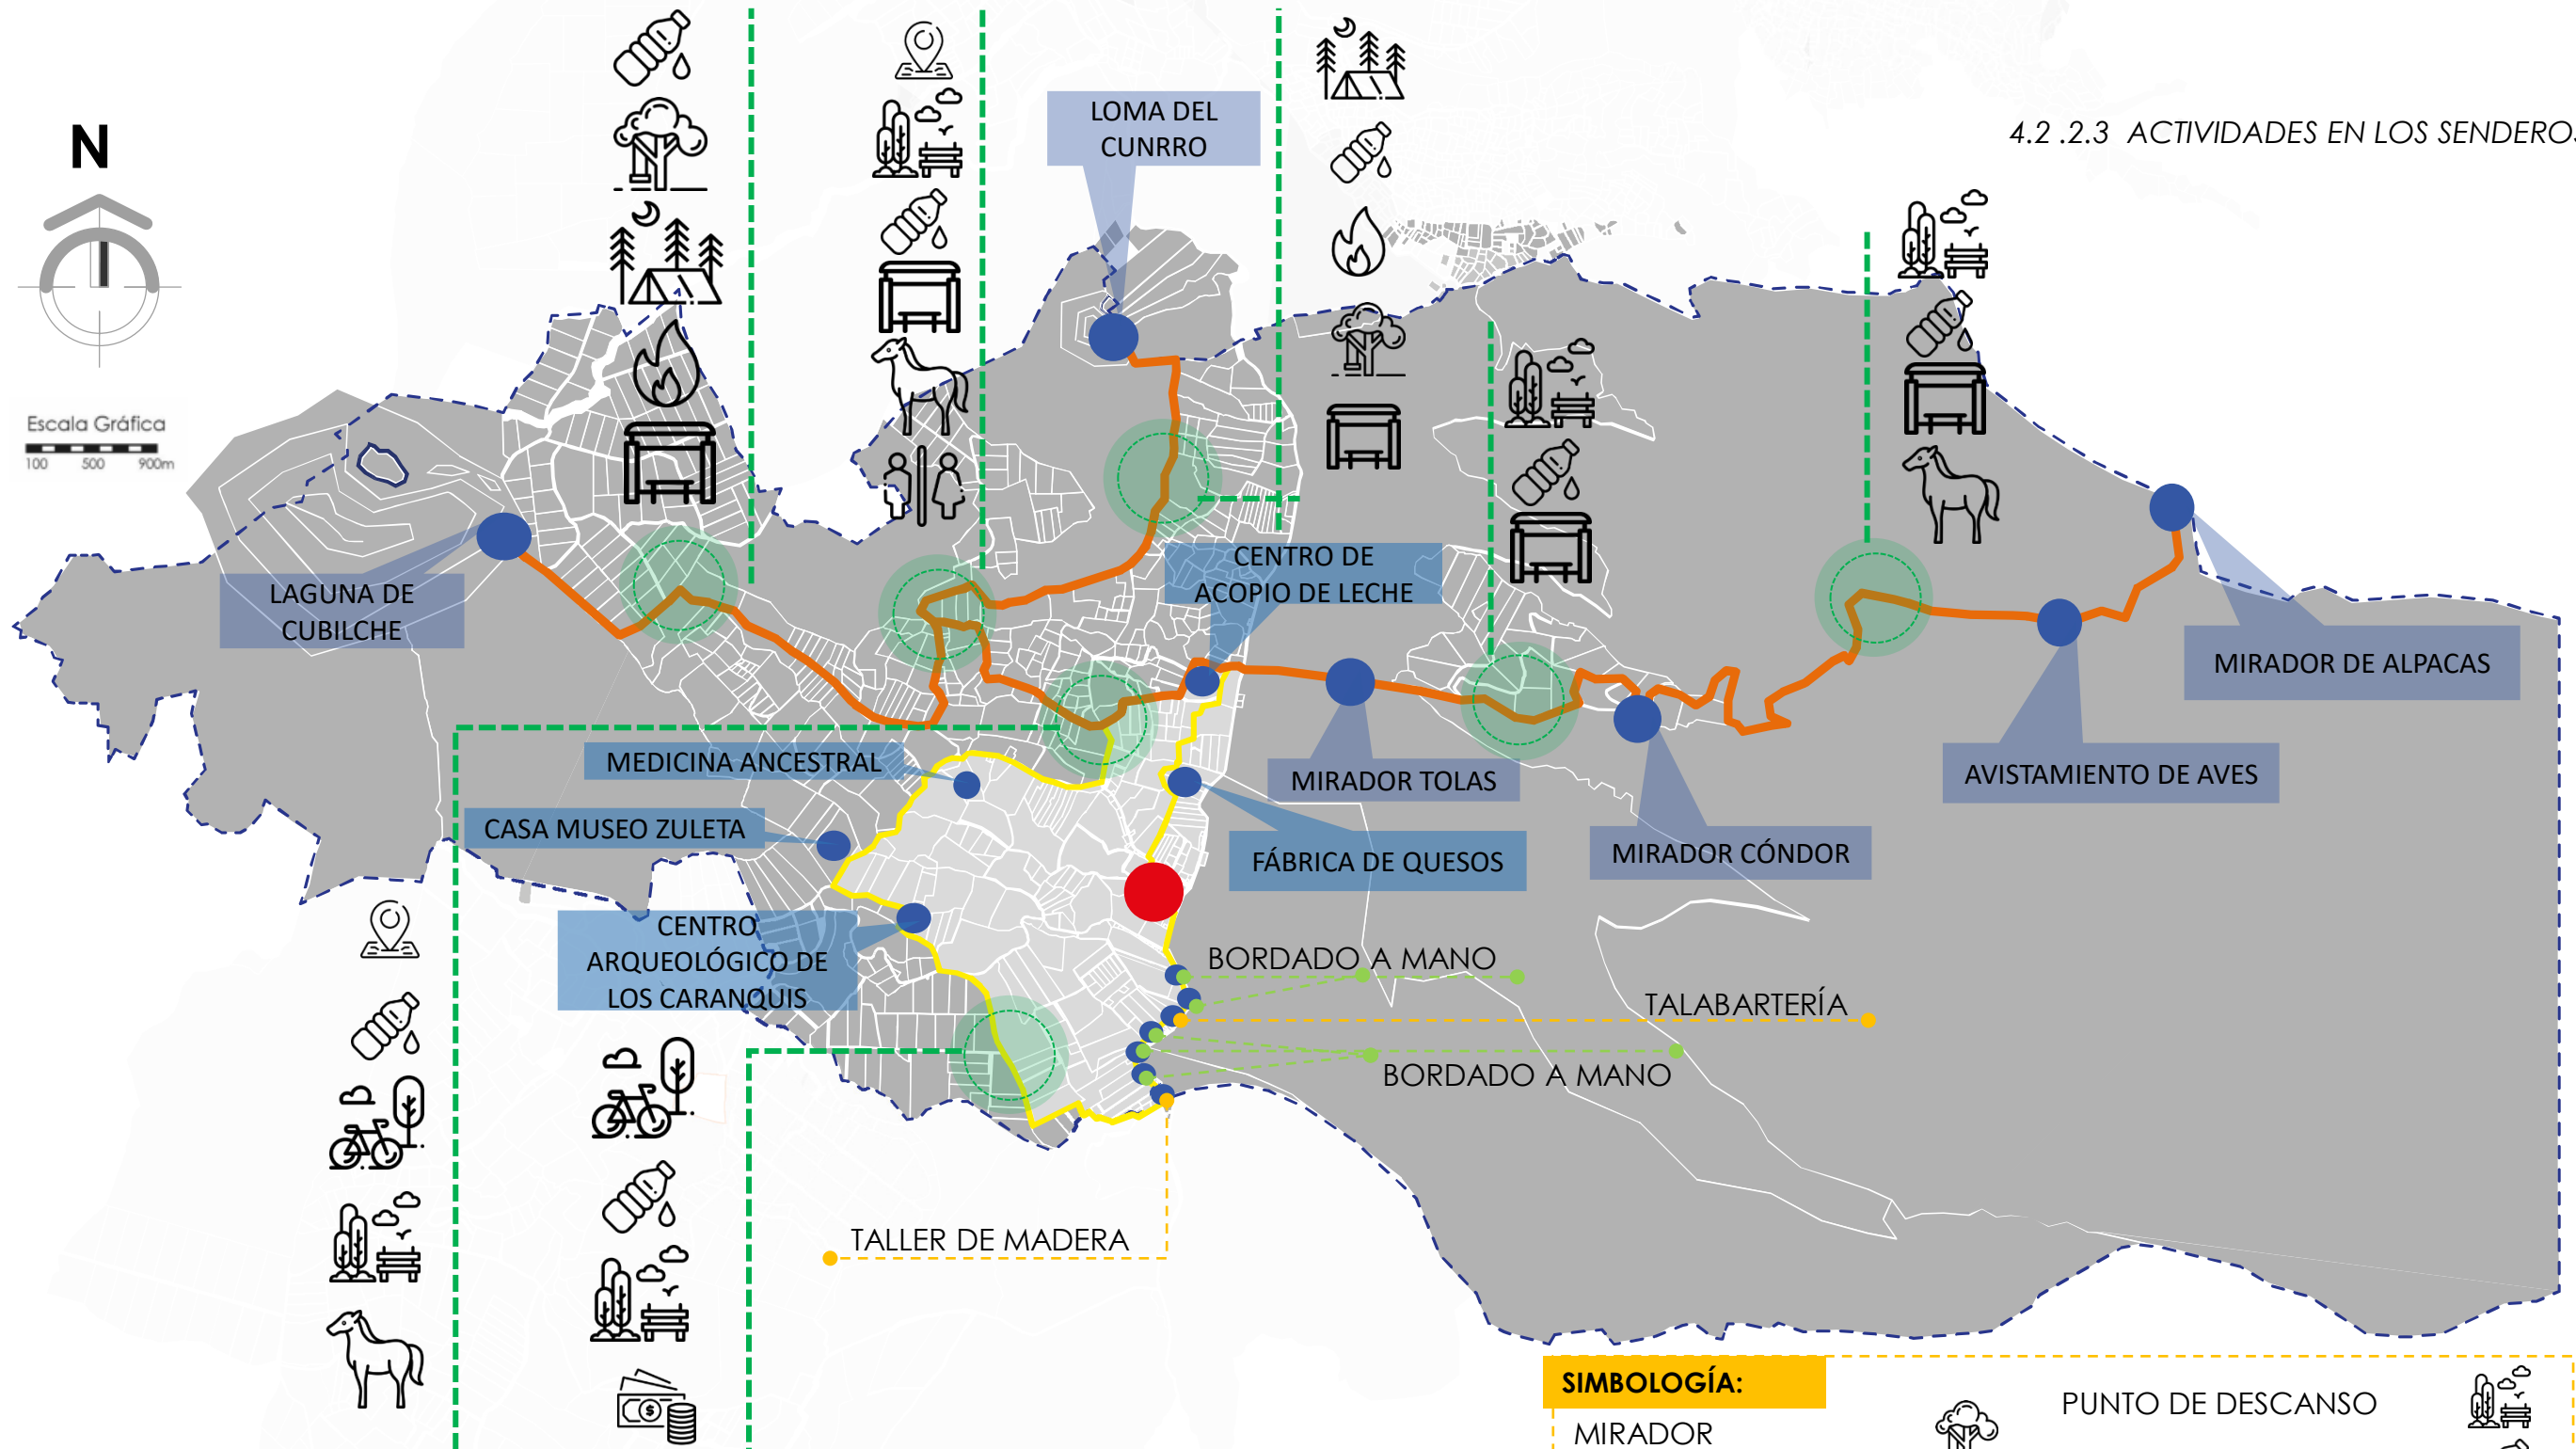 4.2 .2.3 ACTIVIDADES EN LOS SENDEROS
N
Escala Gráfica
100 500 900m
LOMA DEL
CUNRRO
LAGUNA DE
CUBILCHE
CENTRO DE
ACOPIO DE LECHE
MIRADOR DE ALPACAS
MEDICINA ANCESTRAL
MIRADOR TOLAS
AVISTAMIENTO DE AVES
CASA MUSEO ZULETA
FÁBRICA DE QUESOS
MIRADOR CÓNDOR
CENTRO
ARQUEOLÓGICO DE
LOS CARANQUIS
BORDADO A MANO
TALABARTERÍA
BORDADO A MANO
TALLER DE MADERA
SIMBOLOGÍA:
PUNTO DE DESCANSO
MIRADOR